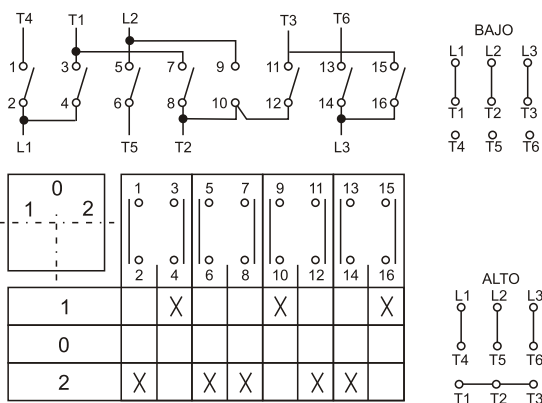 T4 T1 L2 T3 T6
1 3 5 7 9 11 13 15
2 4 6 8 10 12 14 16
L1 T5 T2 L3
BAJO
L1 L2 L3
T1 T2 T3
T4 T5 T6
0
1 2
1 3 5 7 9 11 13 15
2 4 6 8 10 12 14 16
1 X X X
0
2 X X X X X
ALTO
L1 L2 L3
T4 T5 T6
T1 T2 T3